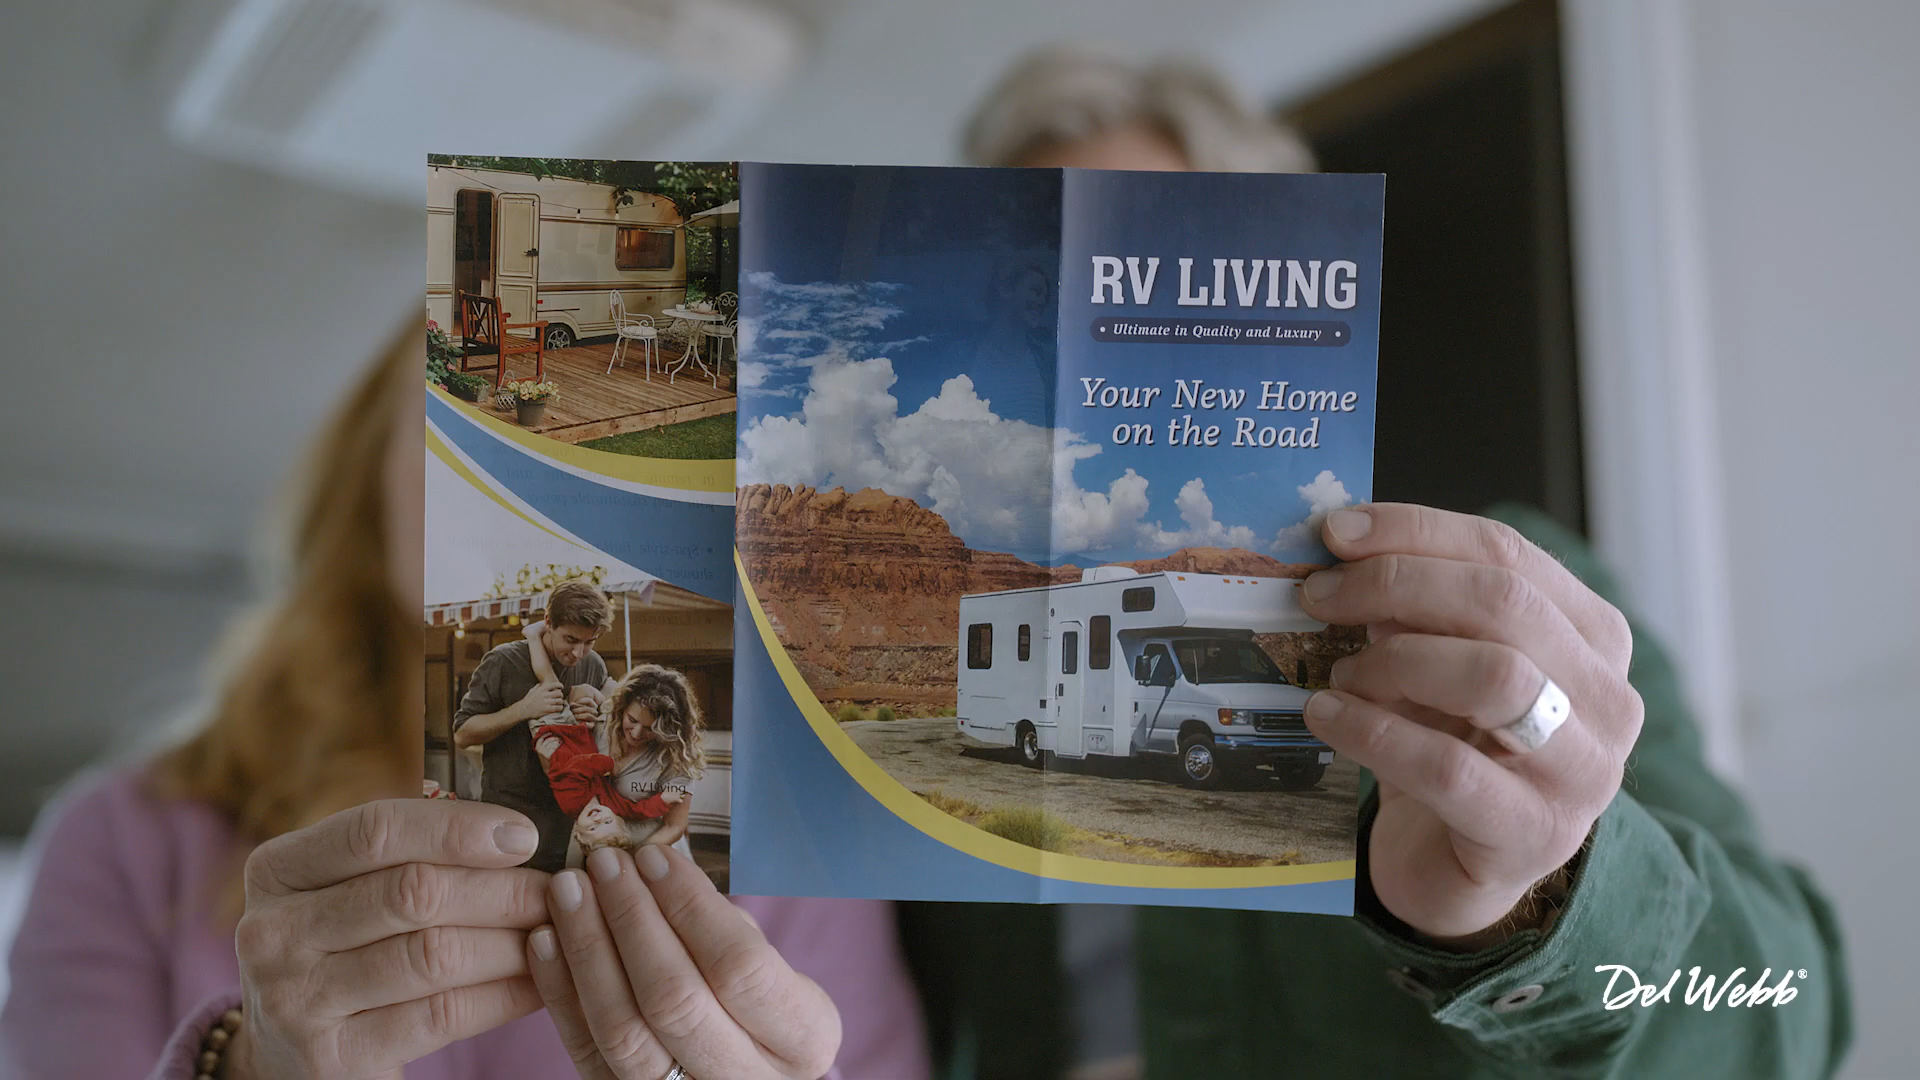 RV LIVING
• Ultimate in Quality and Luxury •
Your New Home
on the Road
RV Living
Del Webb®